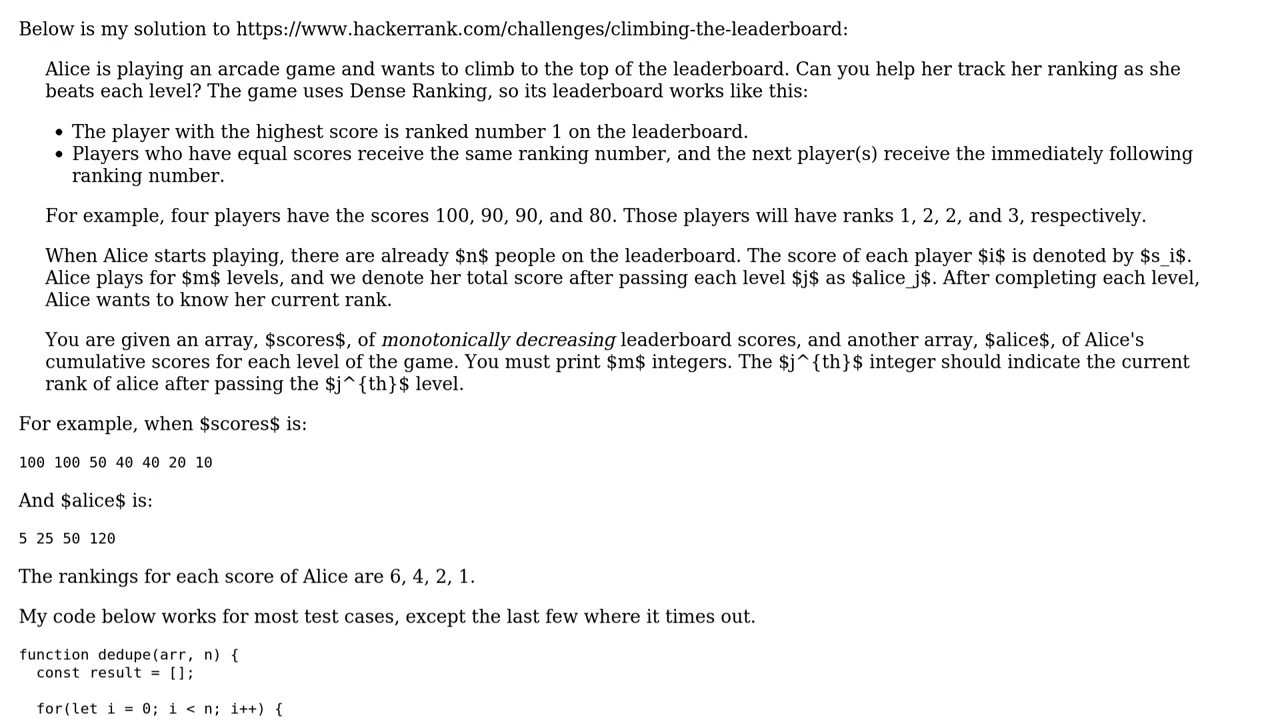 Below is my solution to https://www.hackerrank.com/challenges/climbing-the-leaderboard:
Alice is playing an arcade game and wants to climb to the top of the leaderboard. Can you help her track her ranking as she
beats each level? The game uses Dense Ranking, so its leaderboard works like this:
• The player with the highest score is ranked number 1 on the leaderboard.
• Players who have equal scores receive the same ranking number, and the next player(s) receive the immediately following
ranking number.
For example, four players have the scores 100, 90, 90, and 80. Those players will have ranks 1, 2, 2, and 3, respectively.
When Alice starts playing, there are already $n$ people on the leaderboard. The score of each player $i$ is denoted by $s_i$.
Alice plays for $m$ levels, and we denote her total score after passing each level $j$ as $alice_j$. After completing each level,
Alice wants to know her current rank.
You are given an array, $scores$, of monotonically decreasing leaderboard scores, and another array, $alice$, of Alice's
cumulative scores for each level of the game. You must print $m$ integers. The $j^{th}$ integer should indicate the current
rank of alice after passing the $j^{th}$ level.
For example, when $scores$ is:
100 100 50 40 40 20 10
And $alice$ is:
5 25 50 120
The rankings for each score of Alice are 6, 4, 2, 1.
My code below works for most test cases, except the last few where it times out.
function dedupe(arr, n) {
  const result = [];
  for(let i = 0; i < n; i++) {